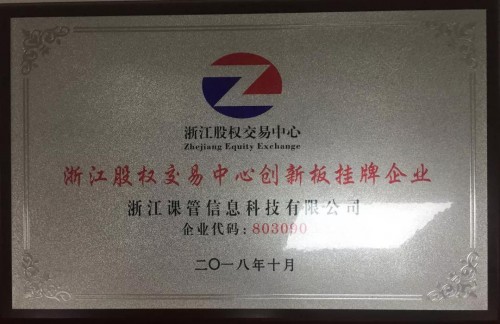 浙江股权交易中心
Zhejiang Equity Exchange
浙江股权交易中心创新板挂牌企业
浙江课管信息科技有限公司
企业代码:803090
二〇一八年十月